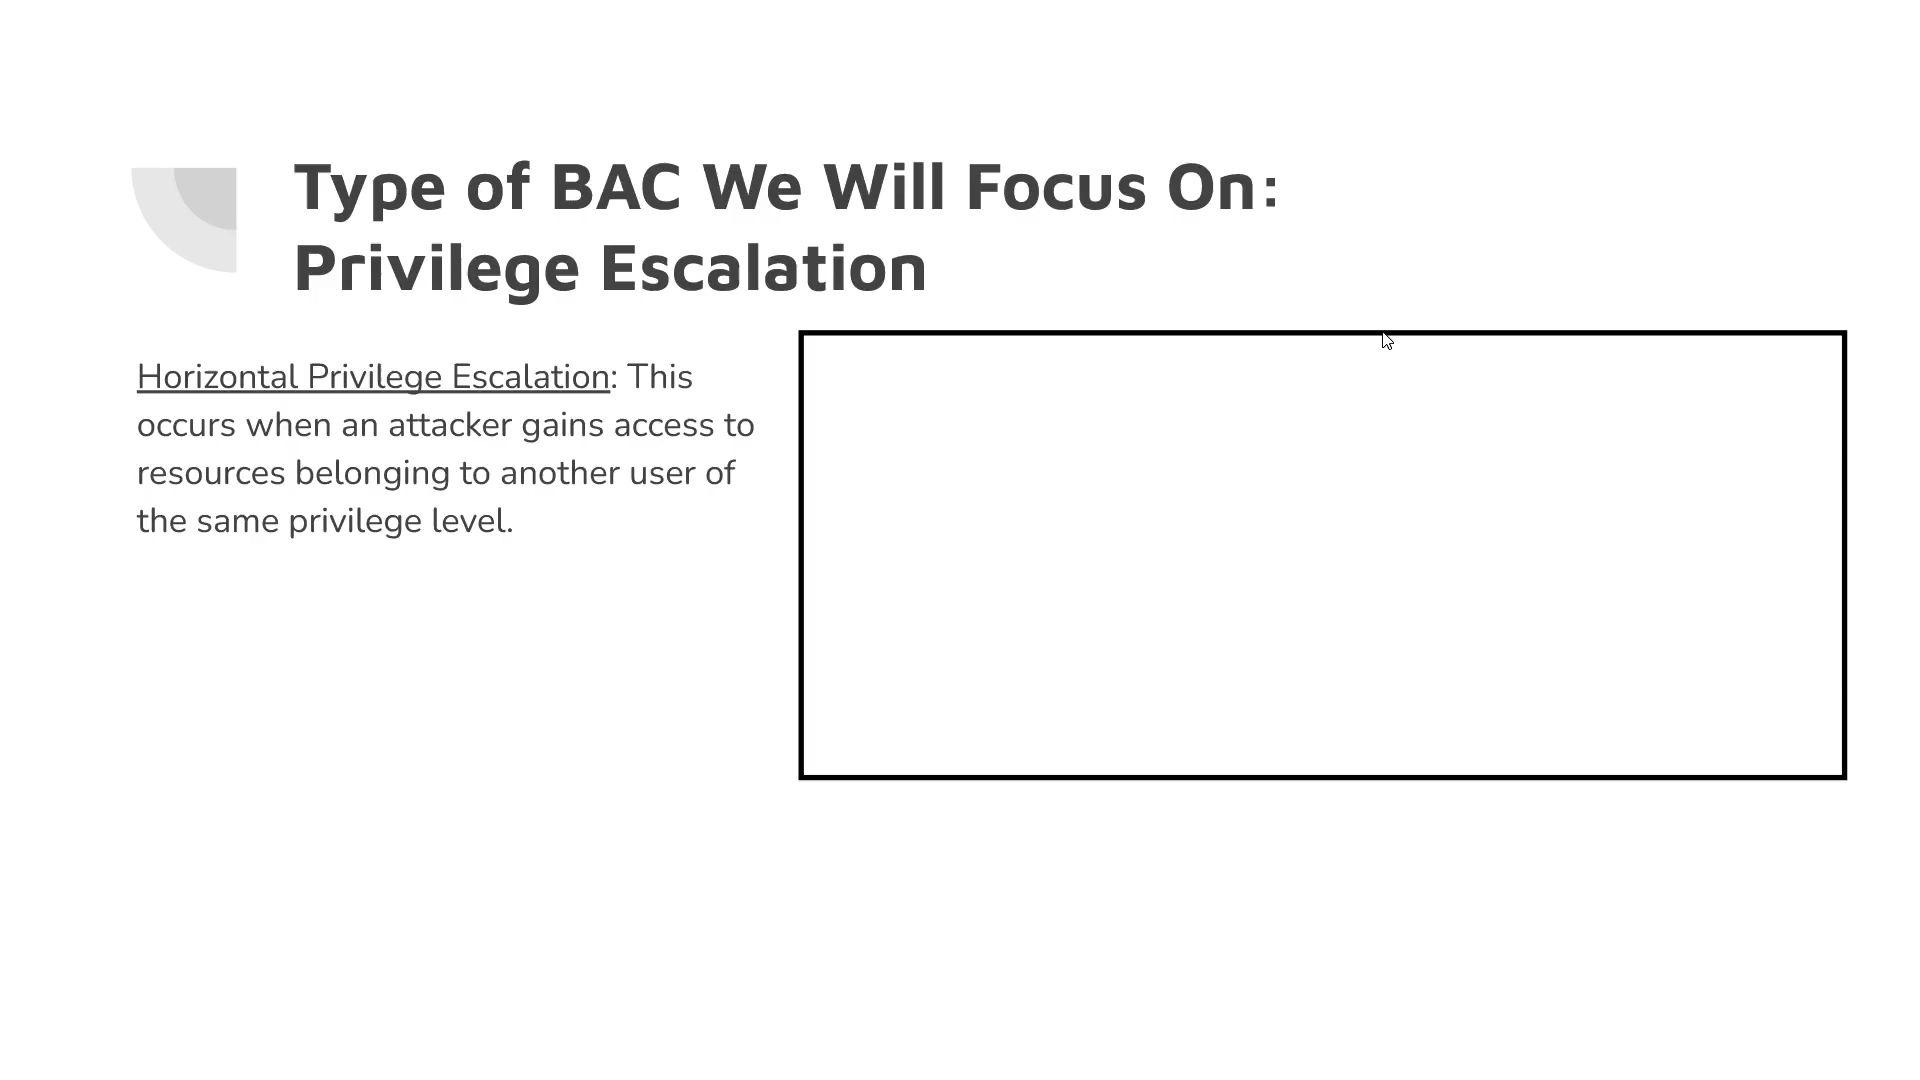 Type of BAC We Will Focus On:
Privilege Escalation
Horizontal Privilege Escalation: This
occurs when an attacker gains access to
resources belonging to another user of
the same privilege level.